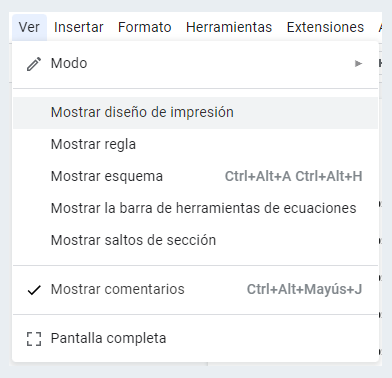 Ver Insertar Formato Herramientas Extensiones
Modo
Mostrar diseño de impresión
Mostrar regla
Mostrar esquema Ctrl+Alt+A Ctrl+Alt+H
Mostrar la barra de herramientas de ecuaciones
Mostrar saltos de sección
Mostrar comentarios Ctrl+Alt+Mayús+J
Pantalla completa